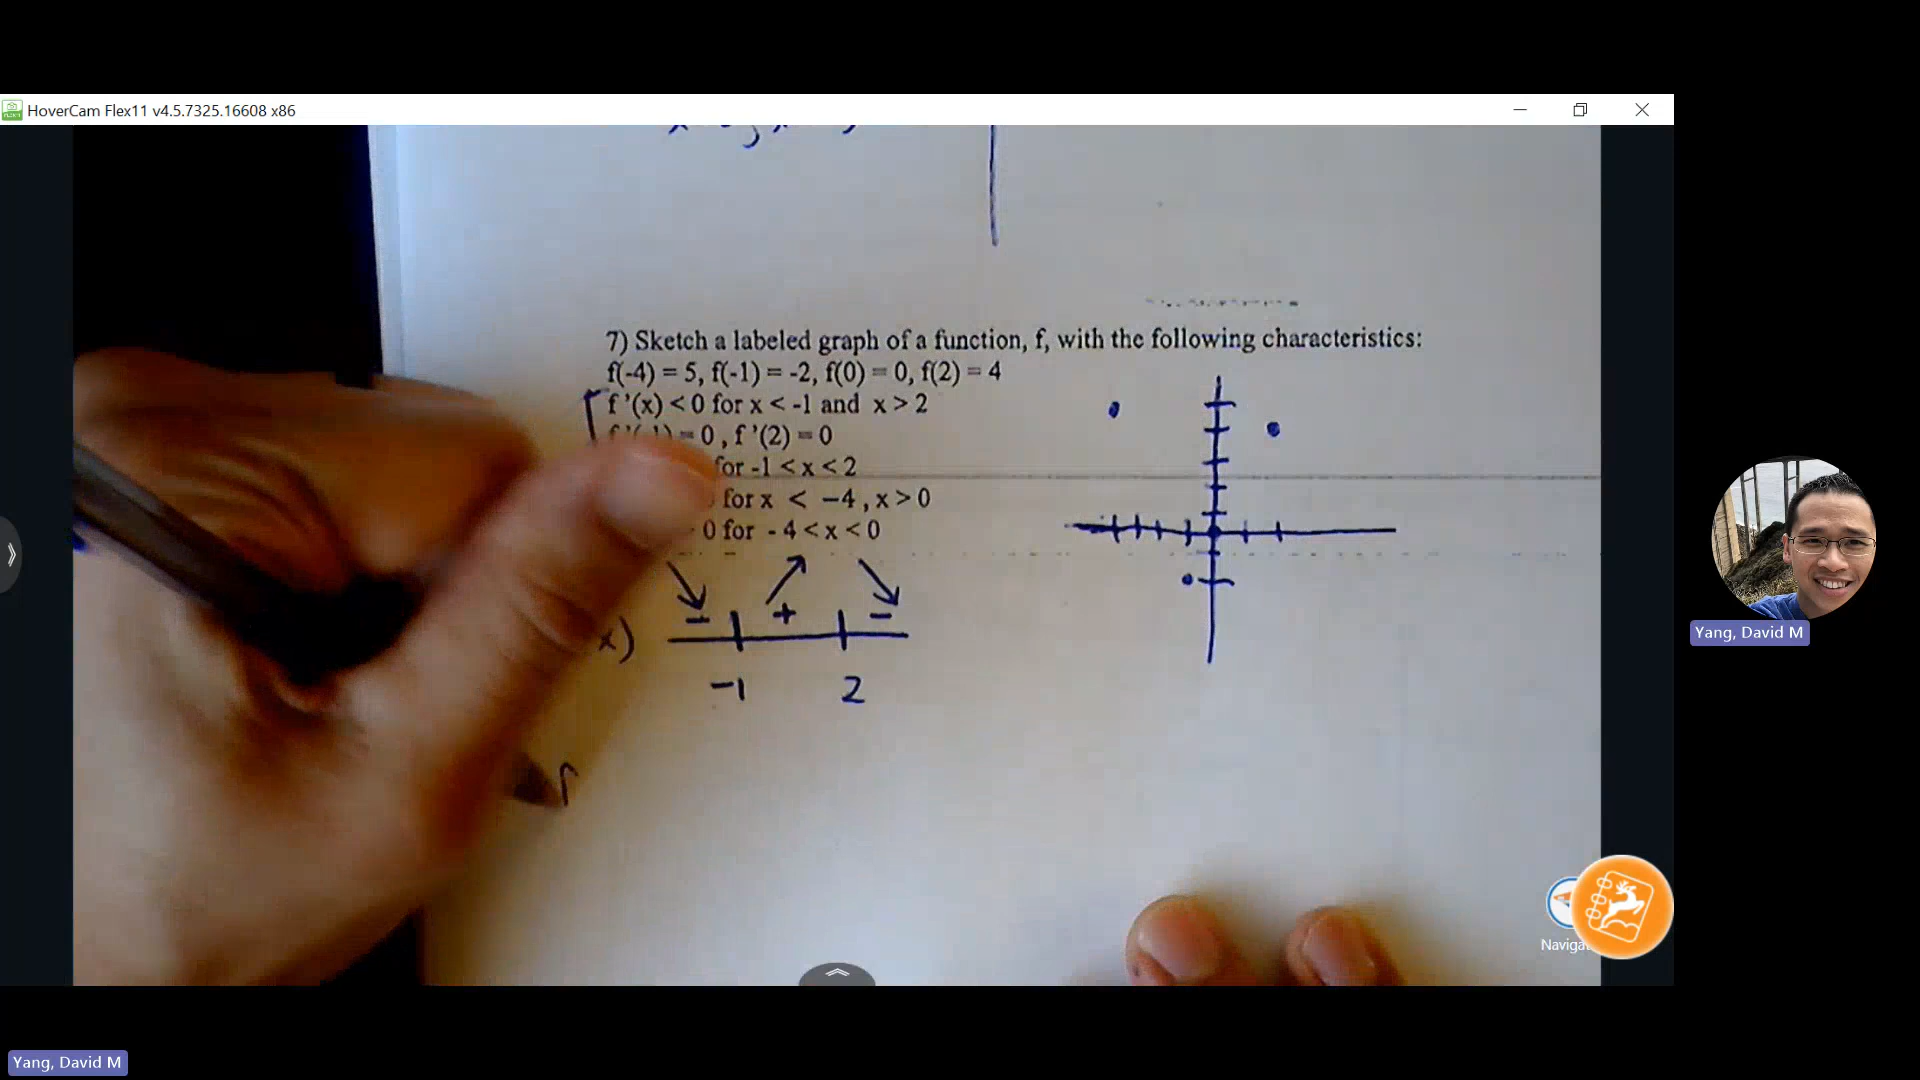 HoverCam Flex11 v4.5.7325.16608 x86
7) Sketch a labeled graph of a function, f, with the following characteristics:
f(-4) = 5, f(-1) = -2, f(0) = 0, f(2) = 4
f '(x) < 0 for x < -1 and x > 2
= 0 , f '(2) = 0
for -1 < x < 2
for x < -4 , x > 0
0 for - 4 < x < 0
- + -
x)
-1 2
Yang, David M
Yang, David M